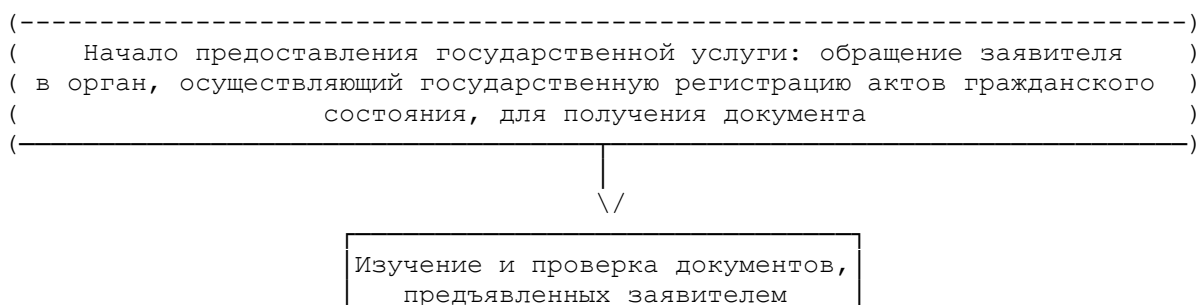 Начало предоставления государственной услуги: обращение заявителя
в орган, осуществляющий государственную регистрацию актов гражданского
состояния, для получения документа
Изучение и проверка документов,
предъявленных заявителем